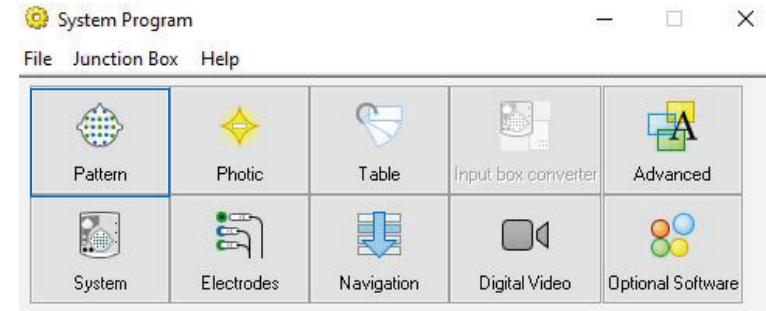 System Program
File Junction Box Help
Pattern Photic Table Input box converter Advanced
System Electrodes Navigation Digital Video Optional Software